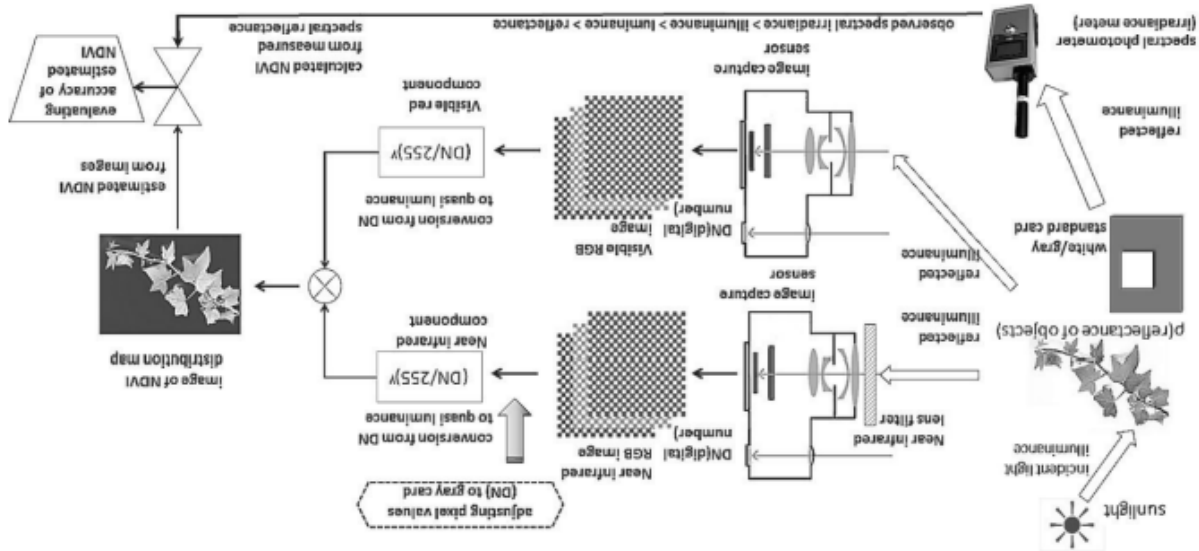 sunlight
adjusting pixel values
(DN) to gray card
incident light
illuminance
Near infrared
lens filter
DN(digital
number)
Near infrared
RGB image
conversion from DN
to quasi luminance
reflected
illuminance
(DN/255)ᵞ
ρ(reflectance of objects)
image capture
sensor
Near infrared
component
image of NDVI
distribution map
white/gray
standard card
reflected
illuminance
DN(digital
number)
Visible RGB
image
conversion from DN
to quasi luminance
(DN/255)ᵞ
estimated NDVI
from images
reflected
illuminance
image capture
sensor
Visible red
component
spectral photometer
(irradiance meter)
observed spectral irradiance > illuminance > luminance > reflectance
calculated NDVI
from measured
spectral reflectance
evaluating
accuracy of
estimated
NDVI